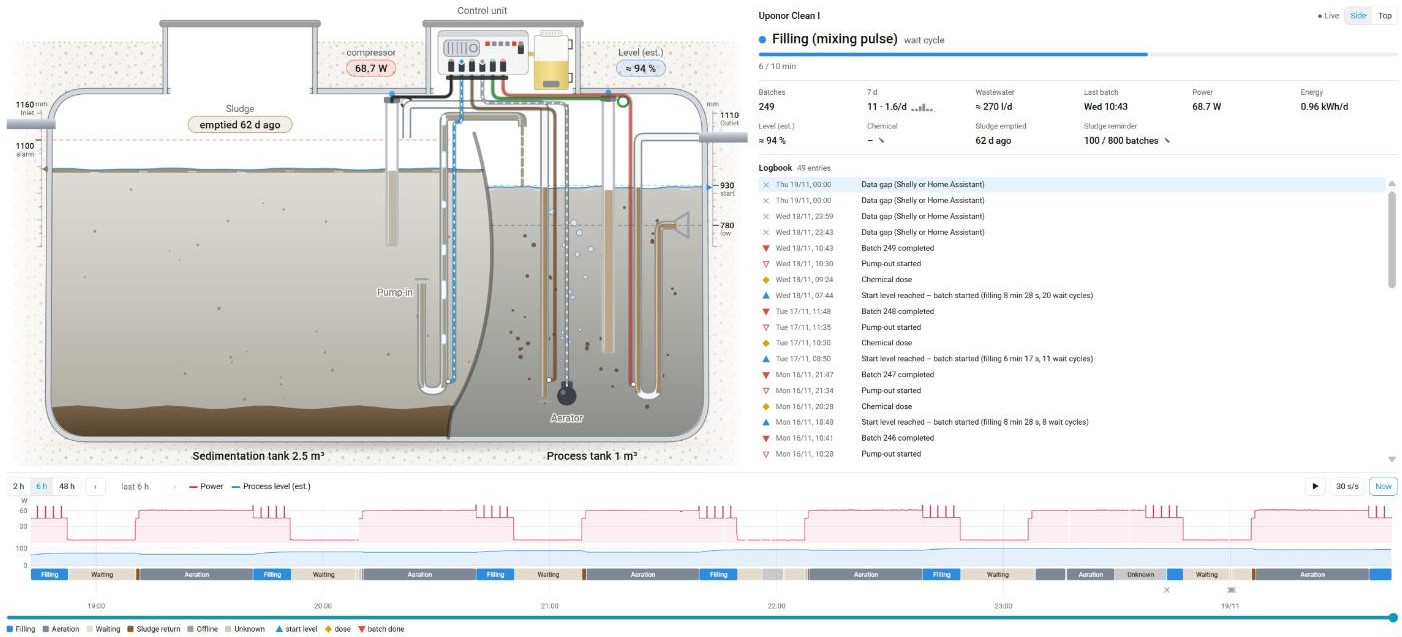 Control unit
compressor
68,7 W
Level (est.)
≈ 94 %
Sludge
emptied 62 d ago
1160 mm
Inlet
1100
alarm
mm
1110
Outlet
930
start
780
low
Pump-in
Aerator
Sedimentation tank 2.5 m³
Process tank 1 m³
Uponor Clean I
Live Side Top
Filling (mixing pulse) wait cycle
6 / 10 min
Batches 7 d Wastewater Last batch Power Energy
249 11 · 1.6/d ≈ 270 l/d Wed 10:43 68.7 W 0.96 kWh/d
Level (est.) Chemical Sludge emptied Sludge reminder
≈ 94 % – 62 d ago 100 / 800 batches
Logbook 49 entries
Thu 19/11, 00:00 Data gap (Shelly or Home Assistant)
Thu 19/11, 00:00 Data gap (Shelly or Home Assistant)
Wed 18/11, 23:59 Data gap (Shelly or Home Assistant)
Wed 18/11, 23:43 Data gap (Shelly or Home Assistant)
Wed 18/11, 10:43 Batch 249 completed
Wed 18/11, 10:30 Pump-out started
Wed 18/11, 09:24 Chemical dose
Wed 18/11, 07:44 Start level reached – batch started (filling 8 min 28 s, 20 wait cycles)
Tue 17/11, 11:48 Batch 248 completed
Tue 17/11, 11:35 Pump-out started
Tue 17/11, 10:30 Chemical dose
Tue 17/11, 08:50 Start level reached – batch started (filling 6 min 17 s, 11 wait cycles)
Mon 16/11, 21:47 Batch 247 completed
Mon 16/11, 21:34 Pump-out started
Mon 16/11, 20:28 Chemical dose
Mon 16/11, 18:48 Start level reached – batch started (filling 8 min 28 s, 8 wait cycles)
Mon 16/11, 10:41 Batch 246 completed
Mon 16/11, 10:28 Pump-out started
2 h 6 h 48 h ‹ last 6 h › Power Process level (est.)
30 s/s Now
W
60
30
100
0
Filling Waiting Aeration Filling Waiting Aeration Filling Waiting Aeration Filling Aeration Filling Waiting Aeration Unknown Waiting Aeration
19:00 20:00 21:00 22:00 23:00 19/11
Filling Aeration Waiting Sludge return Offline Unknown start level dose batch done